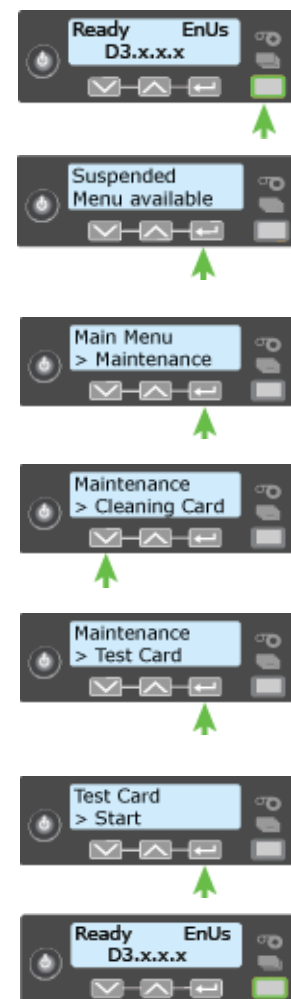 Ready EnUs
D3.x.x.x
Suspended
Menu available
Main Menu
> Maintenance
Maintenance
> Cleaning Card
Maintenance
> Test Card
Test Card
> Start
Ready EnUs
D3.x.x.x